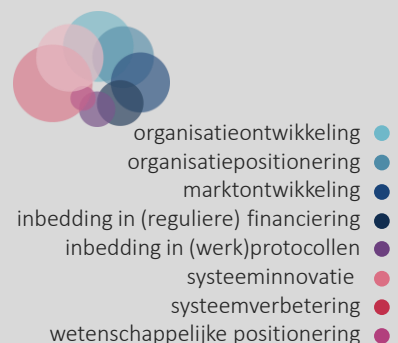 organisatieontwikkeling
organisatiepositionering
marktontwikkeling
inbedding in (reguliere) financiering
inbedding in (werk)protocollen
systeeminnovatie
systeemverbetering
wetenschappelijke positionering